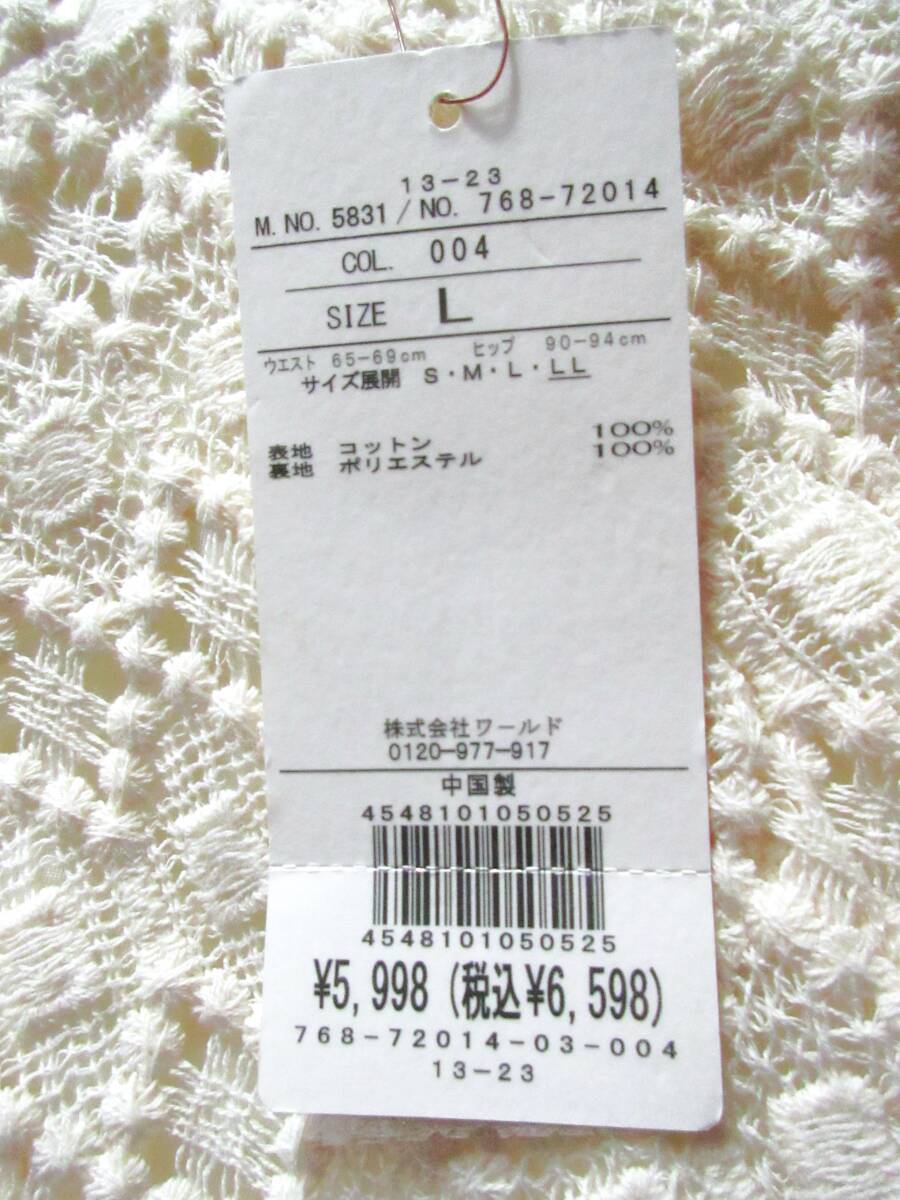 13-23
M. NO. 5831 / NO. 768-72014
COL. 004
SIZE L
ウエスト 65-69cm ヒップ 90-94cm
サイズ展開 S・M・L・LL
表地 コットン 100%
裏地 ポリエステル 100%
株式会社ワールド
0120-977-917
中国製
4548101050525
4548101050525
¥5,998 (税込¥6,598)
768-72014-03-004
13-23